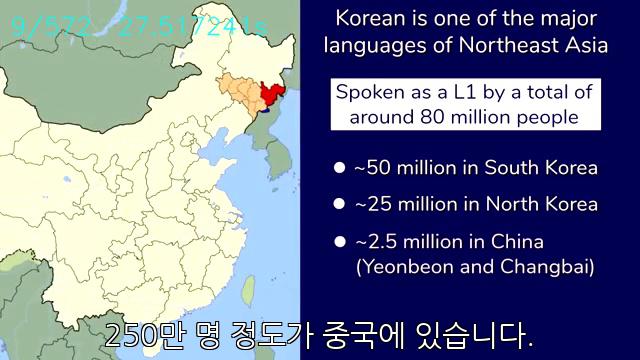 9/572 27.517241s
Korean is one of the major
languages of Northeast Asia
Spoken as a L1 by a total of
around 80 million people
● ~50 million in South Korea
● ~25 million in North Korea
● ~2.5 million in China
(Yeonbeon and Changbai)
250만 명 정도가 중국에 있습니다.